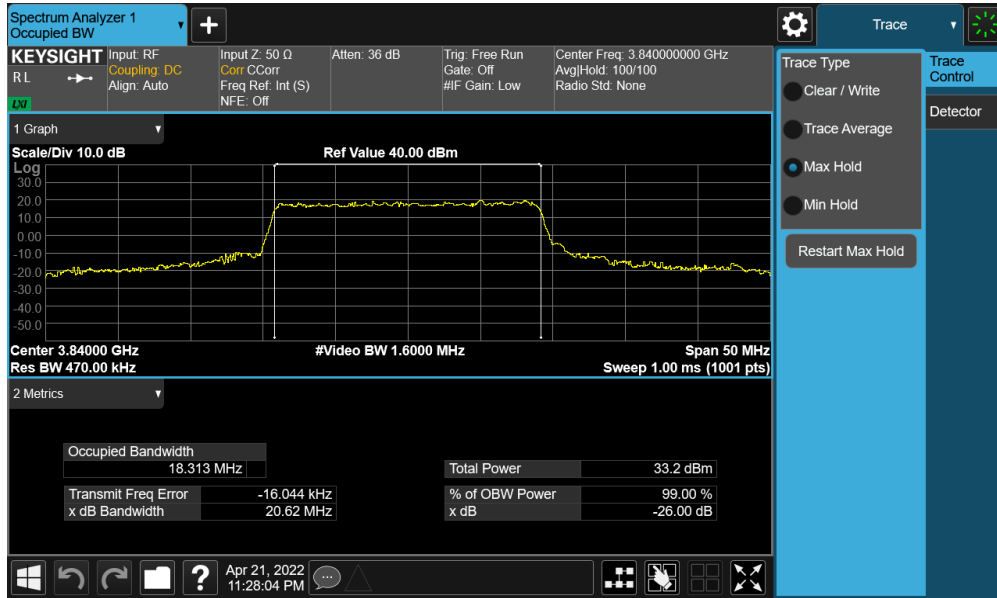 Spectrum Analyzer 1
Occupied BW
+
Trace
KEYSIGHT
R L
LXI
Input: RF
Coupling: DC
Align: Auto
Input Z: 50 Ω
Corr CCorr
Freq Ref: Int (S)
NFE: Off
Atten: 36 dB
Trig: Free Run
Gate: Off
#IF Gain: Low
Center Freq: 3.840000000 GHz
Avg|Hold: 100/100
Radio Std: None
Trace Type
Clear / Write
Trace Average
Max Hold
Min Hold
Restart Max Hold
Trace
Control
Detector
1 Graph
Scale/Div 10.0 dB
Ref Value 40.00 dBm
Log
30.0
20.0
10.0
0.00
-10.0
-20.0
-30.0
-40.0
-50.0
Center 3.84000 GHz
#Video BW 1.6000 MHz
Span 50 MHz
Res BW 470.00 kHz
Sweep 1.00 ms (1001 pts)
2 Metrics
Occupied Bandwidth
18.313 MHz
Total Power 33.2 dBm
Transmit Freq Error -16.044 kHz
% of OBW Power 99.00 %
x dB Bandwidth 20.62 MHz
x dB -26.00 dB
?
Apr 21, 2022
11:28:04 PM